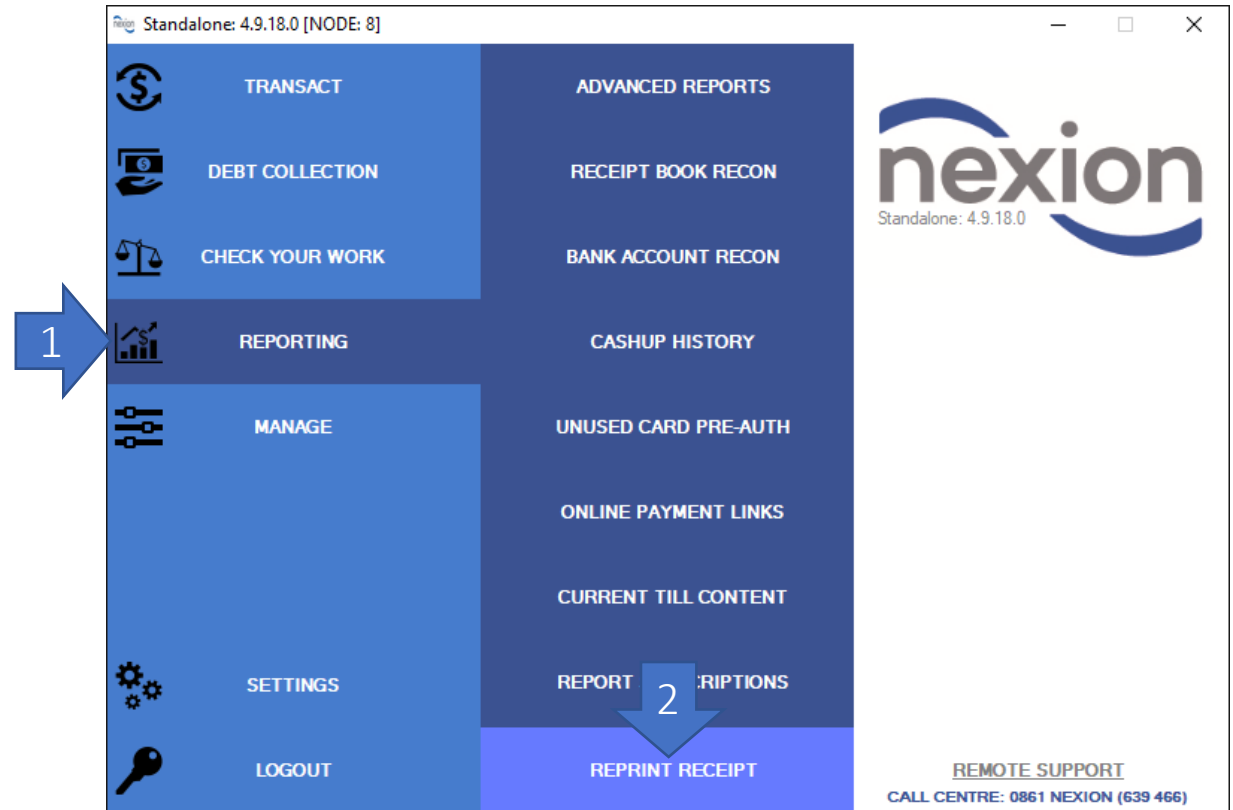 nexion Standalone: 4.9.18.0 [NODE: 8]
TRANSACT
DEBT COLLECTION
CHECK YOUR WORK
1
REPORTING
MANAGE
SETTINGS
LOGOUT
ADVANCED REPORTS
RECEIPT BOOK RECON
BANK ACCOUNT RECON
CASHUP HISTORY
UNUSED CARD PRE-AUTH
ONLINE PAYMENT LINKS
CURRENT TILL CONTENT
REPORT RIPTIONS
2
REPRINT RECEIPT
nexion
Standalone: 4.9.18.0
REMOTE SUPPORT
CALL CENTRE: 0861 NEXION (639 466)